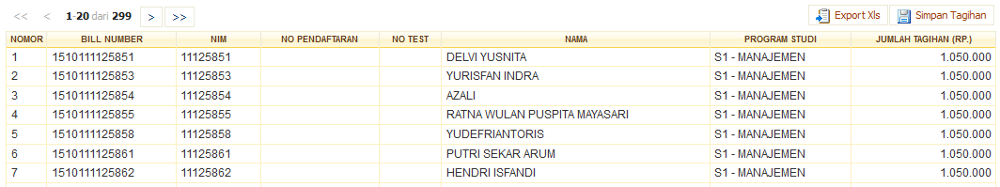 << < 1-20 dari 299 > >> Export Xls Simpan Tagihan
NOMOR BILL NUMBER NIM NO PENDAFTARAN NO TEST NAMA PROGRAM STUDI JUMLAH TAGIHAN (RP.)
1 1510111125851 11125851 DELVI YUSNITA S1 - MANAJEMEN 1.050.000
2 1510111125853 11125853 YURISFAN INDRA S1 - MANAJEMEN 1.050.000
3 1510111125854 11125854 AZALI S1 - MANAJEMEN 1.050.000
4 1510111125855 11125855 RATNA WULAN PUSPITA MAYASARI S1 - MANAJEMEN 1.050.000
5 1510111125858 11125858 YUDEFRIANTORIS S1 - MANAJEMEN 1.050.000
6 1510111125861 11125861 PUTRI SEKAR ARUM S1 - MANAJEMEN 1.050.000
7 1510111125862 11125862 HENDRI ISFANDI S1 - MANAJEMEN 1.050.000